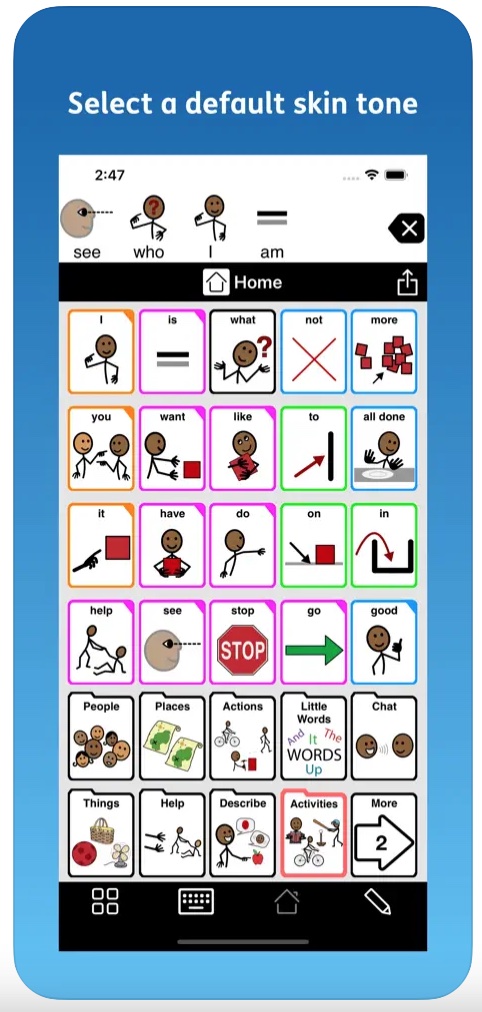 Select a default skin tone
2:47
see who I am
Home
I is what not more
?
you want like to all done
it have do on in
help see stop go good
STOP
People Places Actions Little Words Chat
And It The
WORDS
Up
Things Help Describe Activities More
2